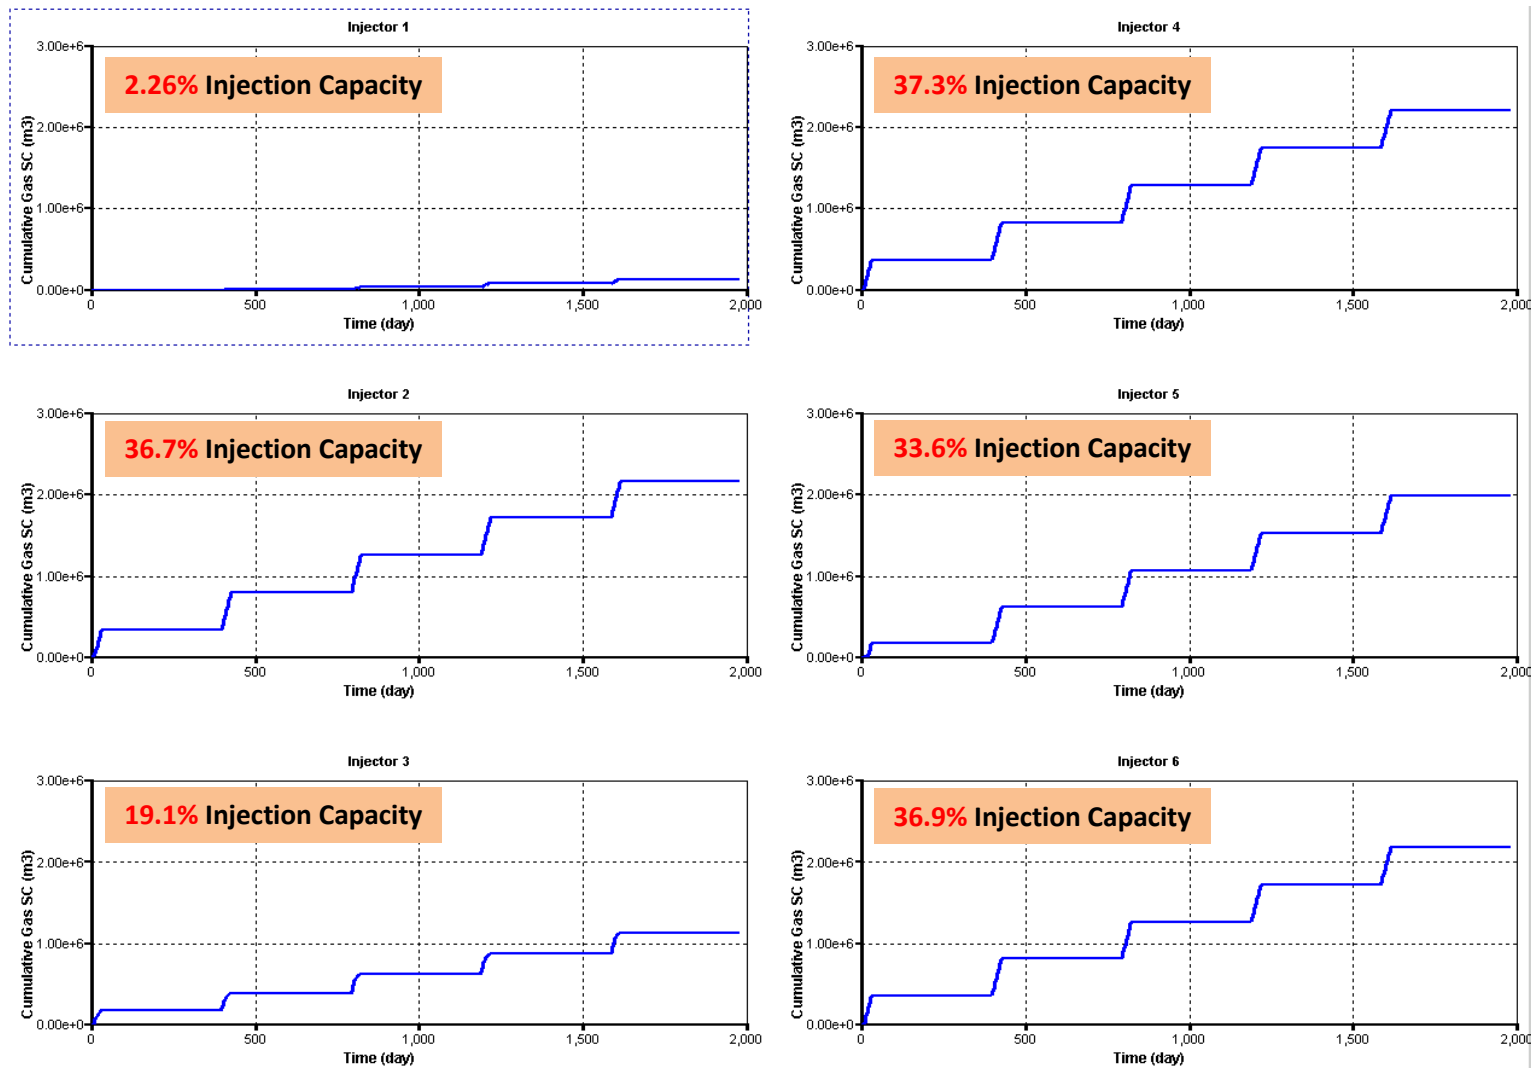 Injector 1
3.00e+6
2.00e+6
1.00e+6
0.00e+0
Cumulative Gas SC (m3)
2.26% Injection Capacity
0 500 1,000 1,500 2,000
Time (day)
Injector 4
3.00e+6
2.00e+6
1.00e+6
0.00e+0
Cumulative Gas SC (m3)
37.3% Injection Capacity
0 500 1,000 1,500 2,000
Time (day)
Injector 2
3.00e+6
2.00e+6
1.00e+6
0.00e+0
Cumulative Gas SC (m3)
36.7% Injection Capacity
0 500 1,000 1,500 2,000
Time (day)
Injector 5
3.00e+6
2.00e+6
1.00e+6
0.00e+0
Cumulative Gas SC (m3)
33.6% Injection Capacity
0 500 1,000 1,500 2,000
Time (day)
Injector 3
3.00e+6
2.00e+6
1.00e+6
0.00e+0
Cumulative Gas SC (m3)
19.1% Injection Capacity
0 500 1,000 1,500 2,000
Time (day)
Injector 6
3.00e+6
2.00e+6
1.00e+6
0.00e+0
Cumulative Gas SC (m3)
36.9% Injection Capacity
0 500 1,000 1,500 2,000
Time (day)